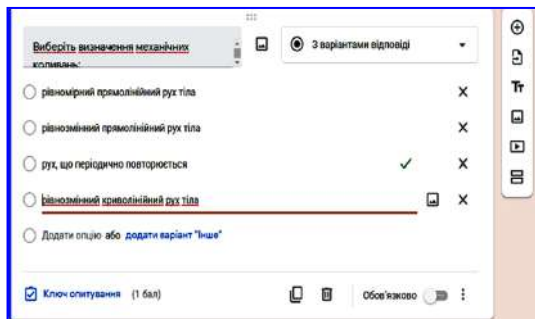 Виберіть визначення механічних
коливань:
З варіантами відповіді
рівномірний прямолінійний рух тіла
рівнозмінний прямолінійний рух тіла
рух, що періодично повторюється
рівнозмінний криволінійний рух тіла
Додати опцію або додати варіант "Інше"
Ключ опитування (1 бал)
Обов'язково
Тт